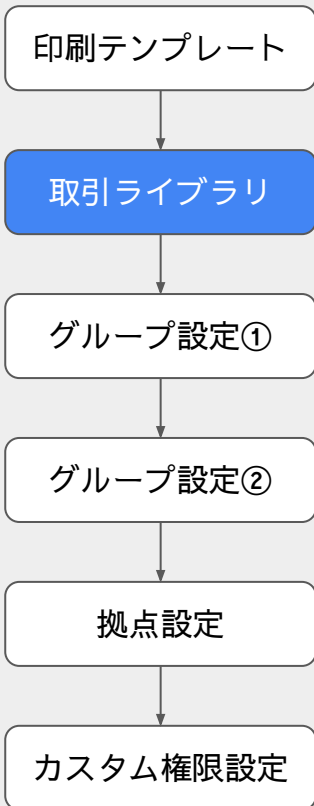 印刷テンプレート
取引ライブラリ
グループ設定①
グループ設定②
拠点設定
カスタム権限設定